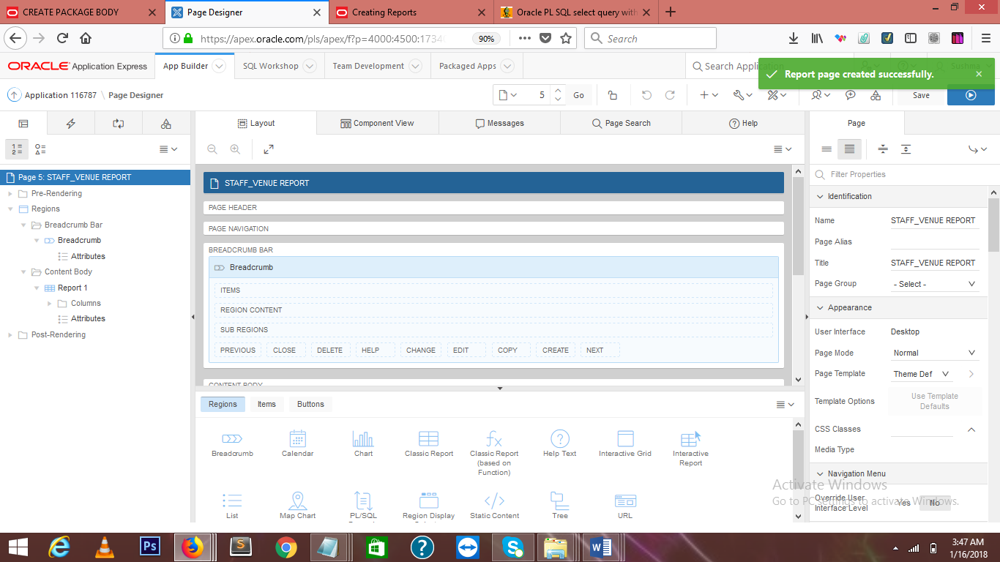 CREATE PACKAGE BODY
Page Designer
Creating Reports
Oracle PL SQL select query with
https://apex.oracle.com/pls/apex/f?p=4000:4500:1734
90%
Search
ORACLE Application Express
App Builder
SQL Workshop
Team Development
Packaged Apps
Search Application
Report page created successfully.
Application 116787 \ Page Designer
5
Go
Save
Layout
Component View
Messages
Page Search
Help
Page
Page 5: STAFF_VENUE REPORT
Pre-Rendering
Regions
Breadcrumb Bar
Breadcrumb
Attributes
Content Body
Report 1
Columns
Attributes
Post-Rendering
STAFF_VENUE REPORT
PAGE HEADER
PAGE NAVIGATION
BREADCRUMB BAR
Breadcrumb
ITEMS
REGION CONTENT
SUB REGIONS
PREVIOUS CLOSE DELETE HELP CHANGE EDIT COPY CREATE NEXT
CONTENT BODY
Regions Items Buttons
Breadcrumb Calendar Chart Classic Report Classic Report Help Text Interactive Grid Interactive
(based on Report
Function)
List Map Chart PL/SQL Region Display Static Content Tree URL
Filter Properties
Identification
Name STAFF_VENUE REPORT
Page Alias
Title STAFF_VENUE REPORT
Page Group - Select -
Appearance
User Interface Desktop
Page Mode Normal
Page Template Theme Def
Template Options Use Template
Defaults
CSS Classes
Media Type
Navigation Menu
Override User
Interface Level Yes No
Activate Windows
Go to PC settings to activate Windows.
3:47 AM
1/16/2018